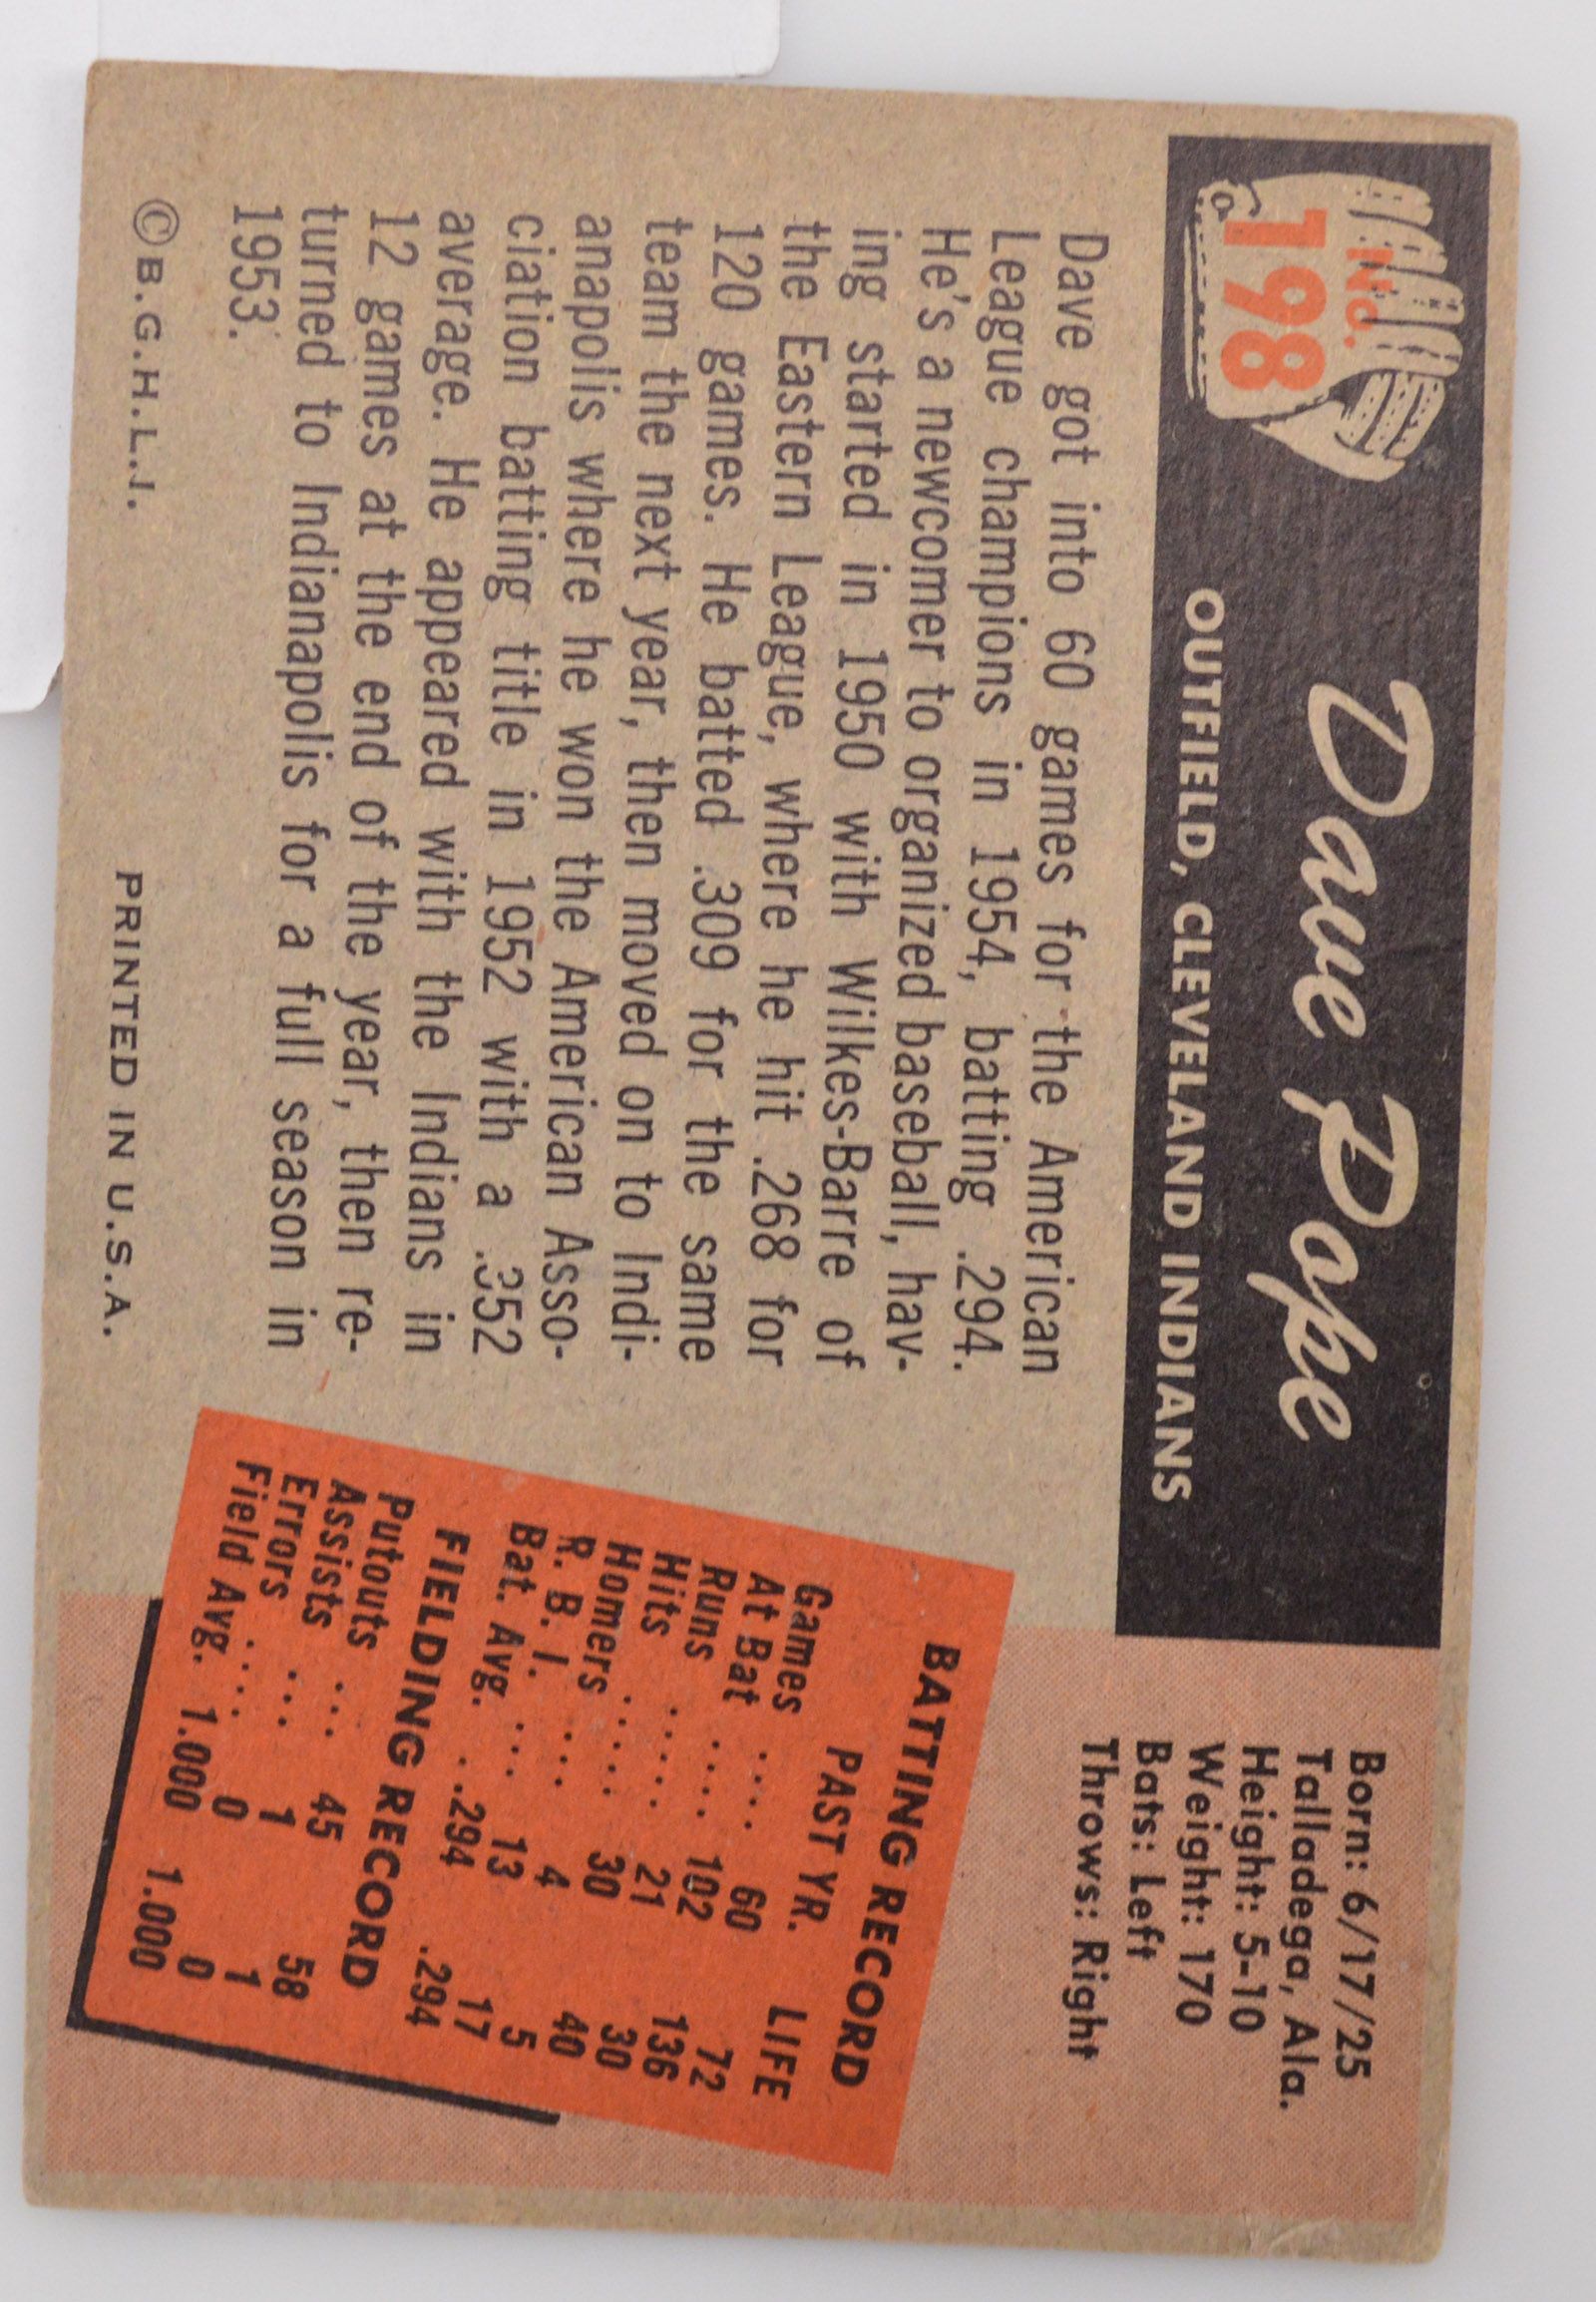 No.
198
Dave Pope
OUTFIELD, CLEVELAND INDIANS
Born: 6/17/25
Talladega, Ala.
Height: 5-10
Weight: 170
Bats: Left
Throws: Right
Dave got into 60 games for the American
League champions in 1954, batting .294.
He's a newcomer to organized baseball, hav-
ing started in 1950 with Wilkes-Barre of
the Eastern League, where he hit .268 for
120 games. He batted .309 for the same
team the next year, then moved on to Indi-
anapolis where he won the American Asso-
ciation batting title in 1952 with a .352
average. He appeared with the Indians in
12 games at the end of the year, then re-
turned to Indianapolis for a full season in
1953.
BATTING RECORD
PAST YR. LIFE
Games .... 60 72
At Bat .... 102 136
Runs ..... 21 30
Hits ..... 30 40
Homers .... 4 5
R. B. I. .... 13 17
Bat. Avg. . .294 .294
FIELDING RECORD
Putouts ... 45 58
Assists ... 1 1
Errors .... 0 0
Field Avg. 1.000 1.000
© B.G.H.L.I. PRINTED IN U.S.A.